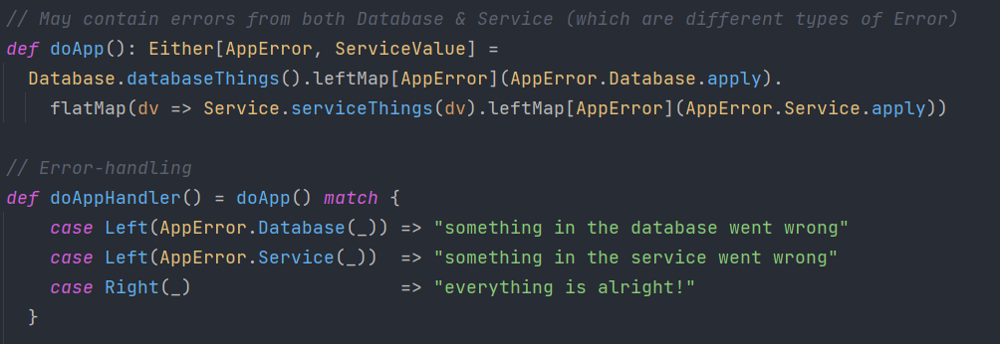 // May contain errors from both Database & Service (which are different types of Error)
def doApp(): Either[AppError, ServiceValue] =
  Database.databaseThings().leftMap[AppError](AppError.Database.apply).
    flatMap(dv => Service.serviceThings(dv).leftMap[AppError](AppError.Service.apply))

// Error-handling
def doAppHandler() = doApp() match {
    case Left(AppError.Database(_)) => "something in the database went wrong"
    case Left(AppError.Service(_))  => "something in the service went wrong"
    case Right(_)                   => "everything is alright!"
  }